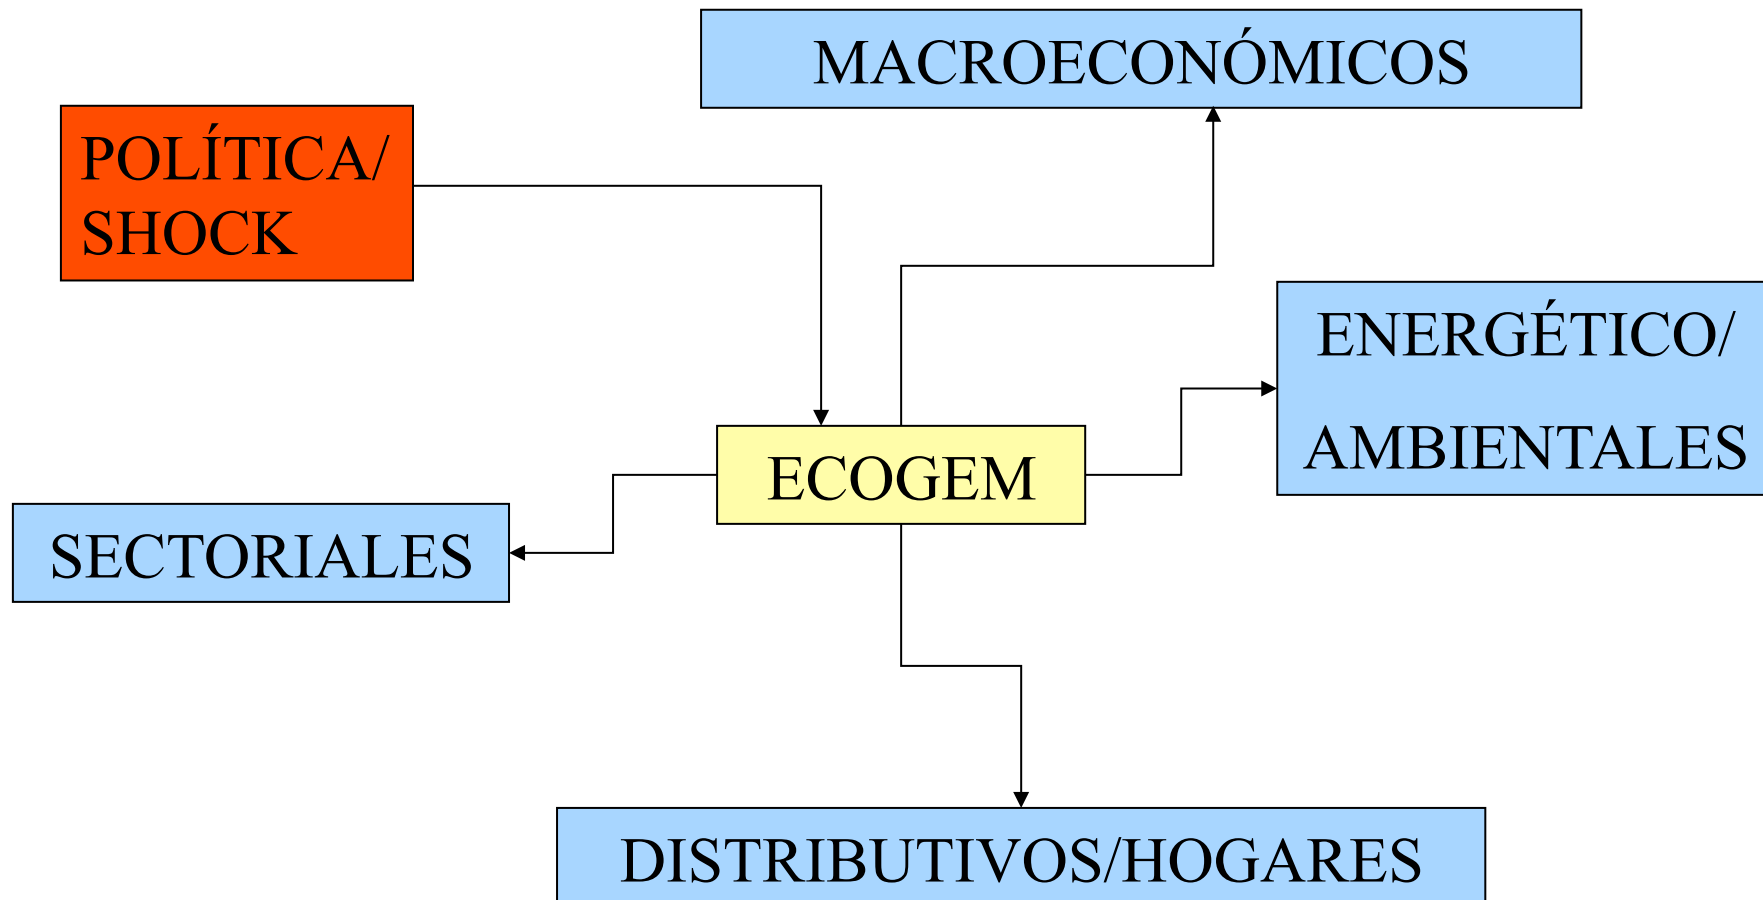 MACROECONÓMICOS
POLÍTICA/
SHOCK
ENERGÉTICO/
AMBIENTALES
ECOGEM
SECTORIALES
DISTRIBUTIVOS/HOGARES